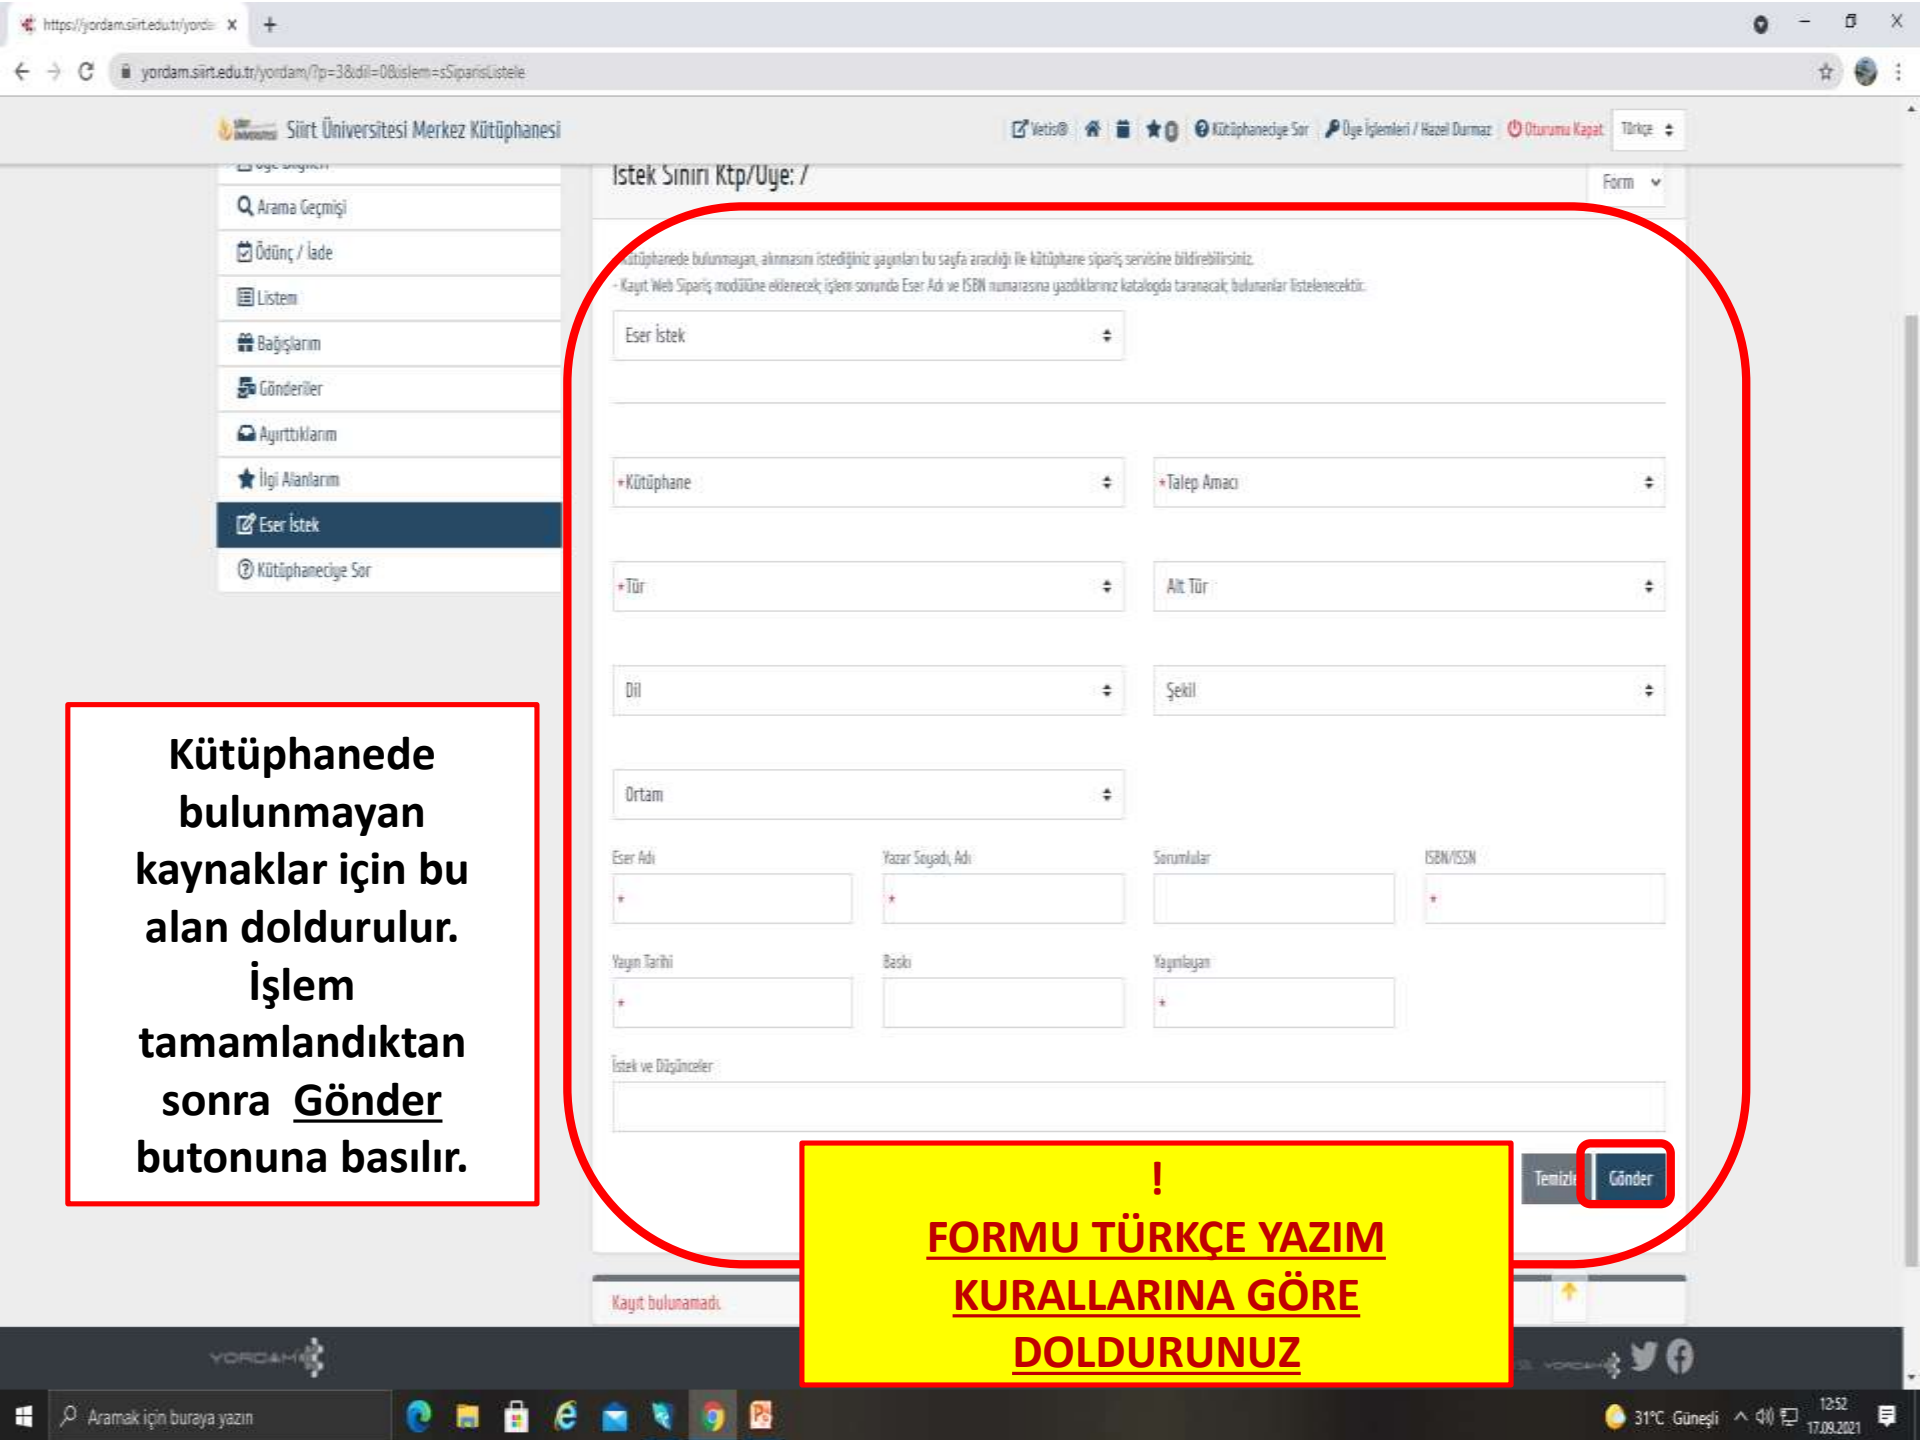 https://yordam.siirt.edu.tr/yorda
yordam.siirt.edu.tr/yordam/?p=3&dil=0&islem=sSiparisListele
Siirt Üniversitesi Merkez Kütüphanesi
Vetis® 0 Kütüphaneciye Sor Üye İşlemleri / Hazel Durmaz Oturumu Kapat Türkçe
Üye Bilgileri
Arama Geçmişi
Ödünç / İade
Listem
Bağışlarım
Gönderiler
Ayırttıklarım
İlgi Alanlarım
Eser İstek
Kütüphaneciye Sor
İstek Sınırı Ktp/Üye: /
Form
Kütüphanede bulunmayan, alınmasını istediğiniz yayınları bu sayfa aracılığı ile kütüphane sipariş servisine bildirebilirsiniz.
- Kayıt Web Sipariş modülüne eklenecek; işlem sonunda Eser Adı ve ISBN numarasına yazdıklarınız katalogda taranacak; bulunanlar listelenecektir.
Eser İstek
*Kütüphane
*Talep Amacı
*Tür
Alt Tür
Dil
Şekil
Ortam
Eser Adı Yazar Soyadı, Adı Sorumlular ISBN/ISSN
* * *
Yayın Tarihi Baskı Yayınlayan
* *
İstek ve Düşünceler
Temizle Gönder
Kayıt bulunamadı.
Kütüphanede
bulunmayan
kaynaklar için bu
alan doldurulur.
İşlem
tamamlandıktan
sonra Gönder
butonuna basılır.
!
FORMU TÜRKÇE YAZIM
KURALLARINA GÖRE
DOLDURUNUZ
YORDAM
YORDAM
Aramak için buraya yazın
31°C Güneşli
12:52
17.09.2021